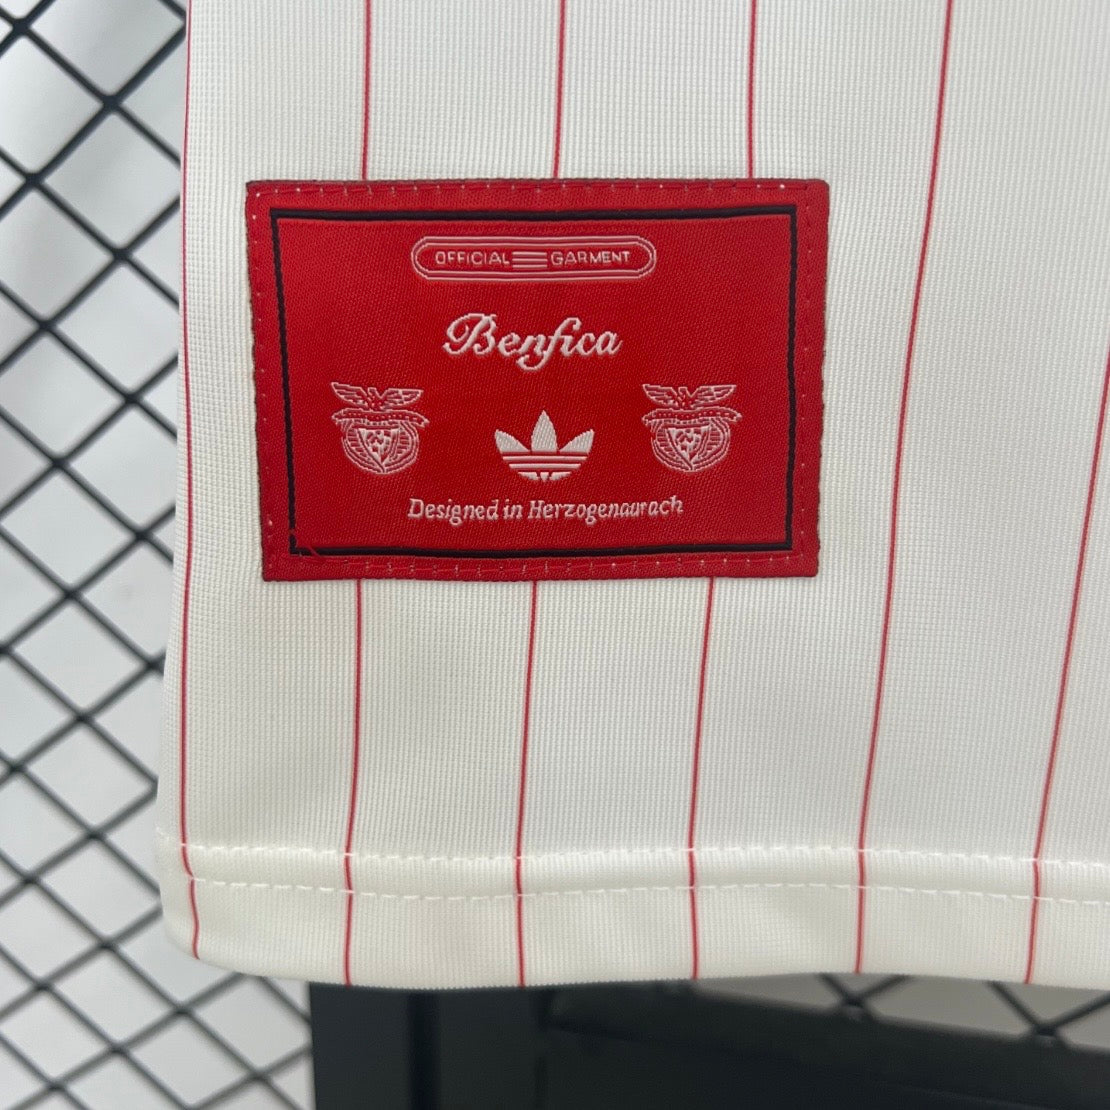 OFFICIAL GARMENT
Benfica
Designed in Herzogenaurach